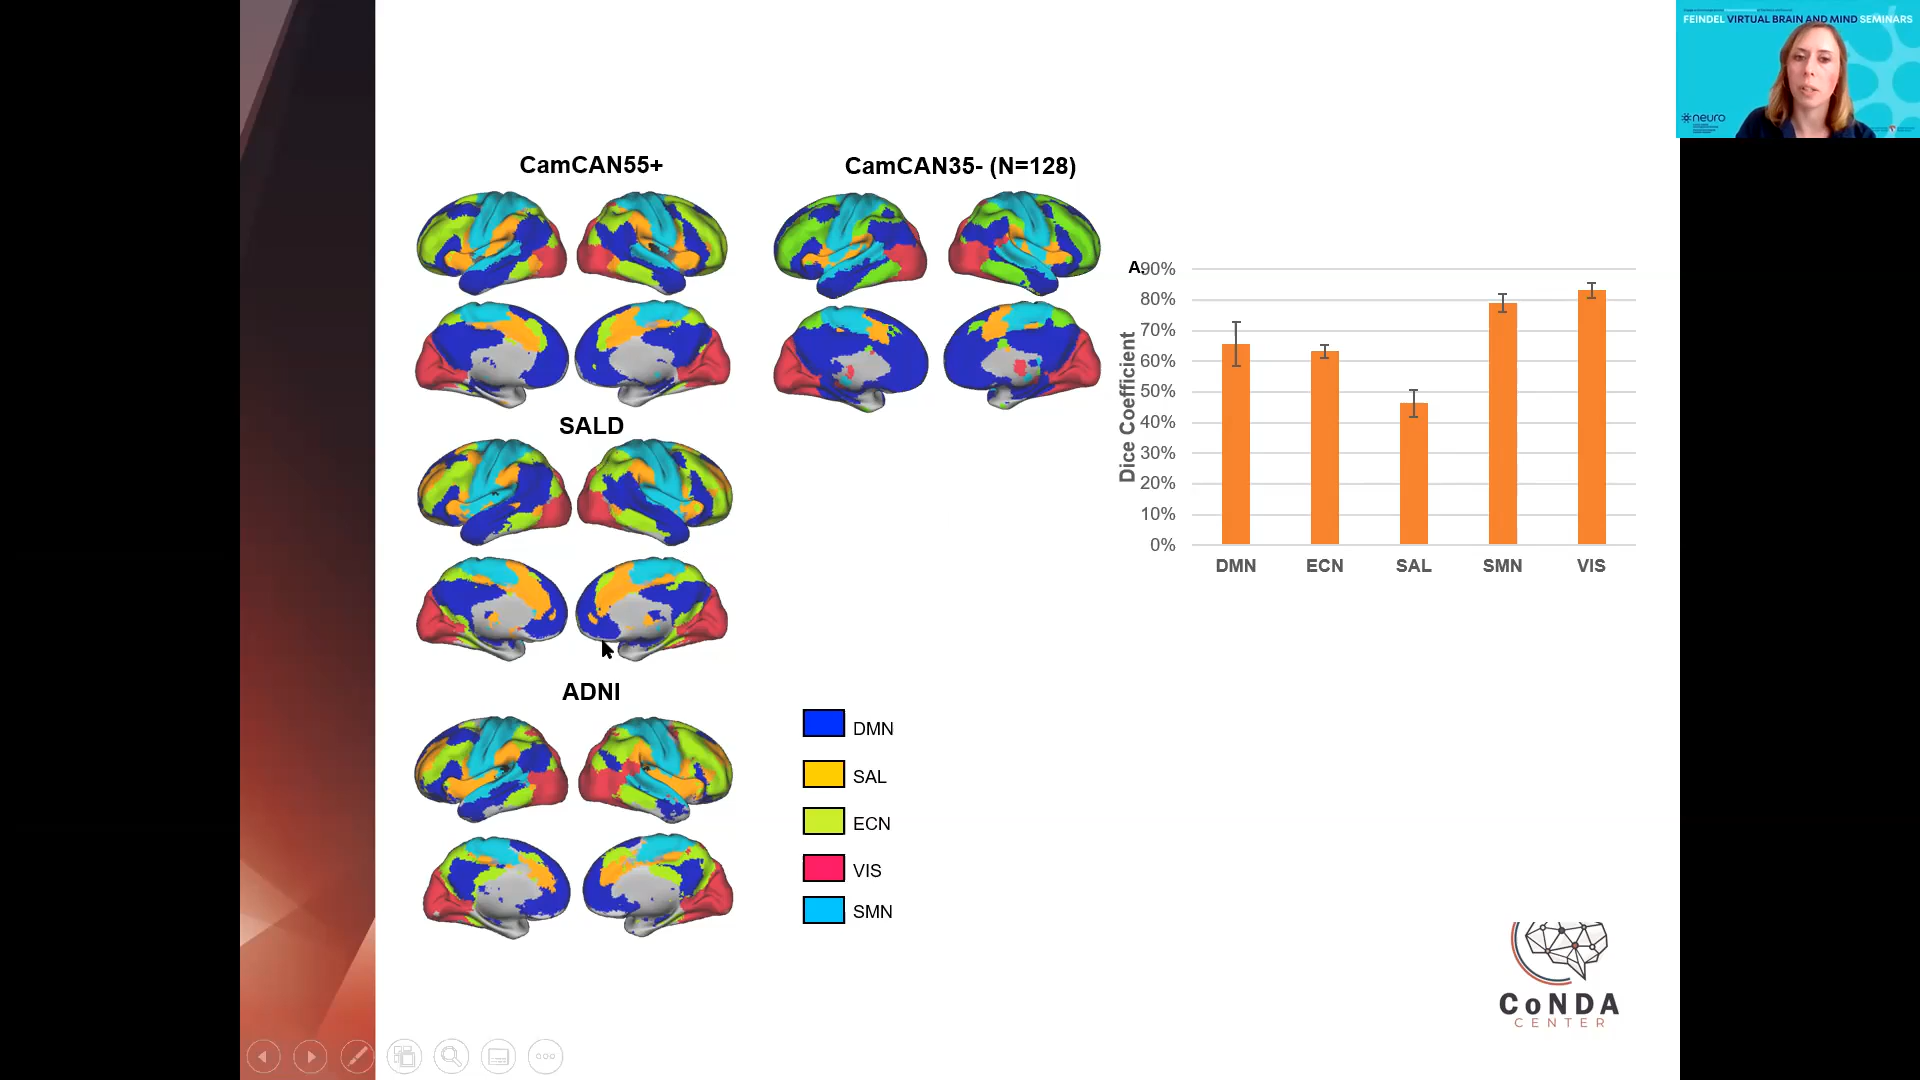 FEINDEL VIRTUAL BRAIN AND MIND SEMINARS
neuro
CamCAN55+
CamCAN35- (N=128)
SALD
ADNI
DMN
SAL
ECN
VIS
SMN
A.
90%
80%
70%
60%
50%
40%
30%
20%
10%
0%
Dice Coefficient
DMN
ECN
SAL
SMN
VIS
CoNDA
CENTER